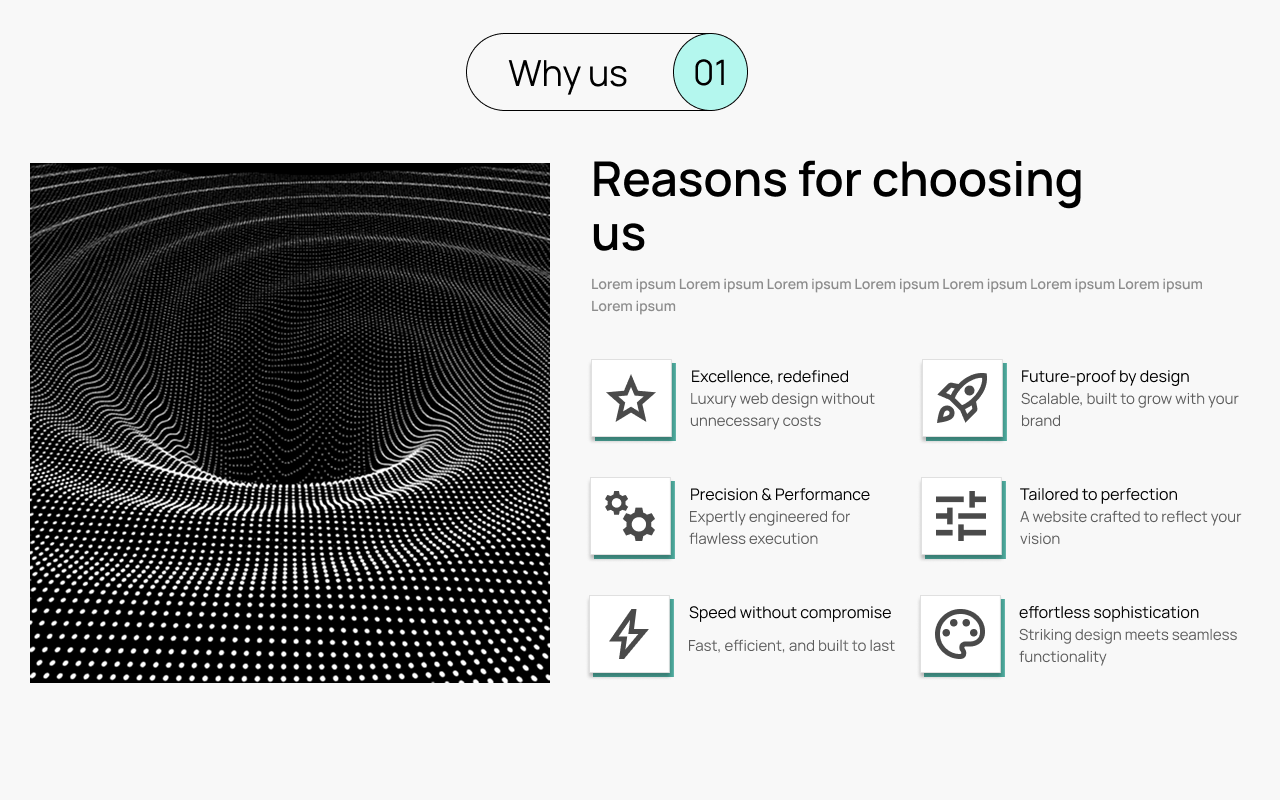 Why us
01
Reasons for choosing
us
Lorem ipsum Lorem ipsum Lorem ipsum Lorem ipsum Lorem ipsum Lorem ipsum Lorem ipsum
Lorem ipsum
Excellence, redefined
Luxury web design without
unnecessary costs
Future-proof by design
Scalable, built to grow with your
brand
Precision & Performance
Expertly engineered for
flawless execution
Tailored to perfection
A website crafted to reflect your
vision
Speed without compromise
Fast, efficient, and built to last
effortless sophistication
Striking design meets seamless
functionality